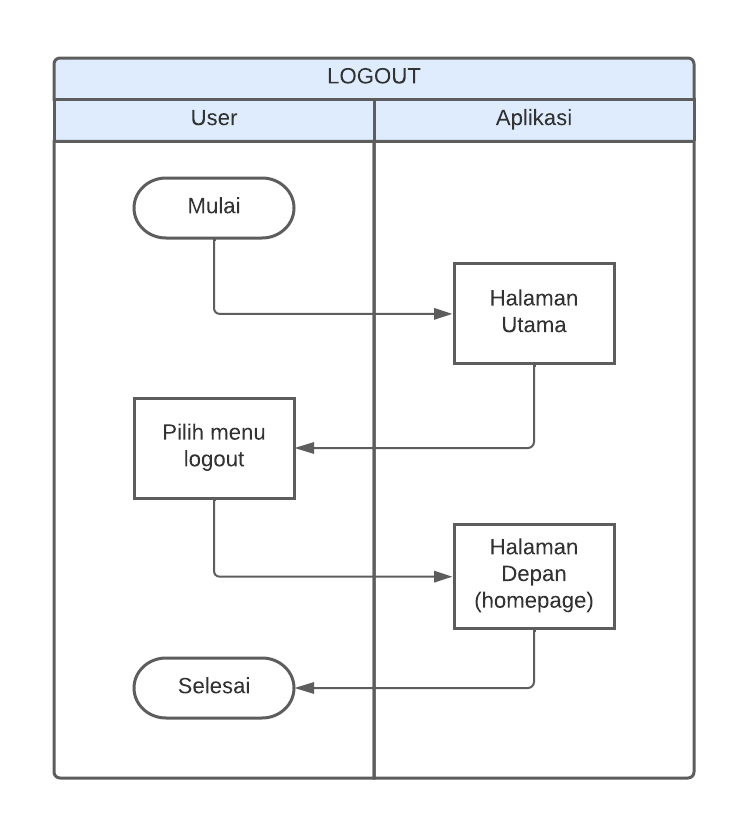 LOGOUT
User
Aplikasi
Mulai
Halaman
Utama
Pilih menu
logout
Halaman
Depan
(homepage)
Selesai